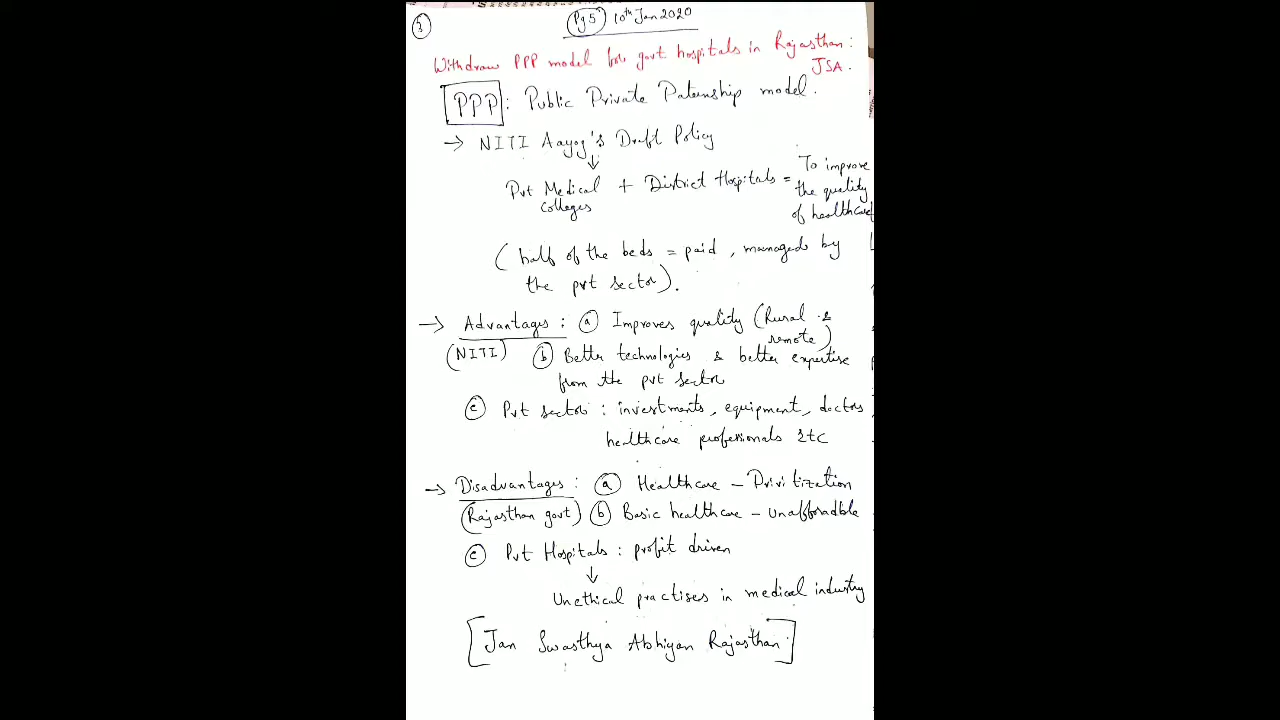 3
Pg 5 10th Jan 2020
Withdraw PPP model for govt hospitals in Rajasthan:
JSA.
PPP : Public Private Paternship model.
→ NITI Aayog's Draft Policy
↓
Pvt Medical colleges + District Hospitals = To improve the quality of healthcare
(half of the beds = paid, managed by
the pvt sector).
→ Advantages : (a) Improves quality (Rural & remote)
(NITI) (b) Better technologies & better expertise
from the pvt sector
(c) Pvt sector : investments, equipment, doctors
healthcare professionals etc
→ Disadvantages : (a) Healthcare – Privitization
(Rajasthan govt) (b) Basic healthcare – unafforadble
(c) Pvt Hospitals : profit driven
↓
Unethical practises in medical industry
[Jan Swasthya Abhiyan Rajasthan]